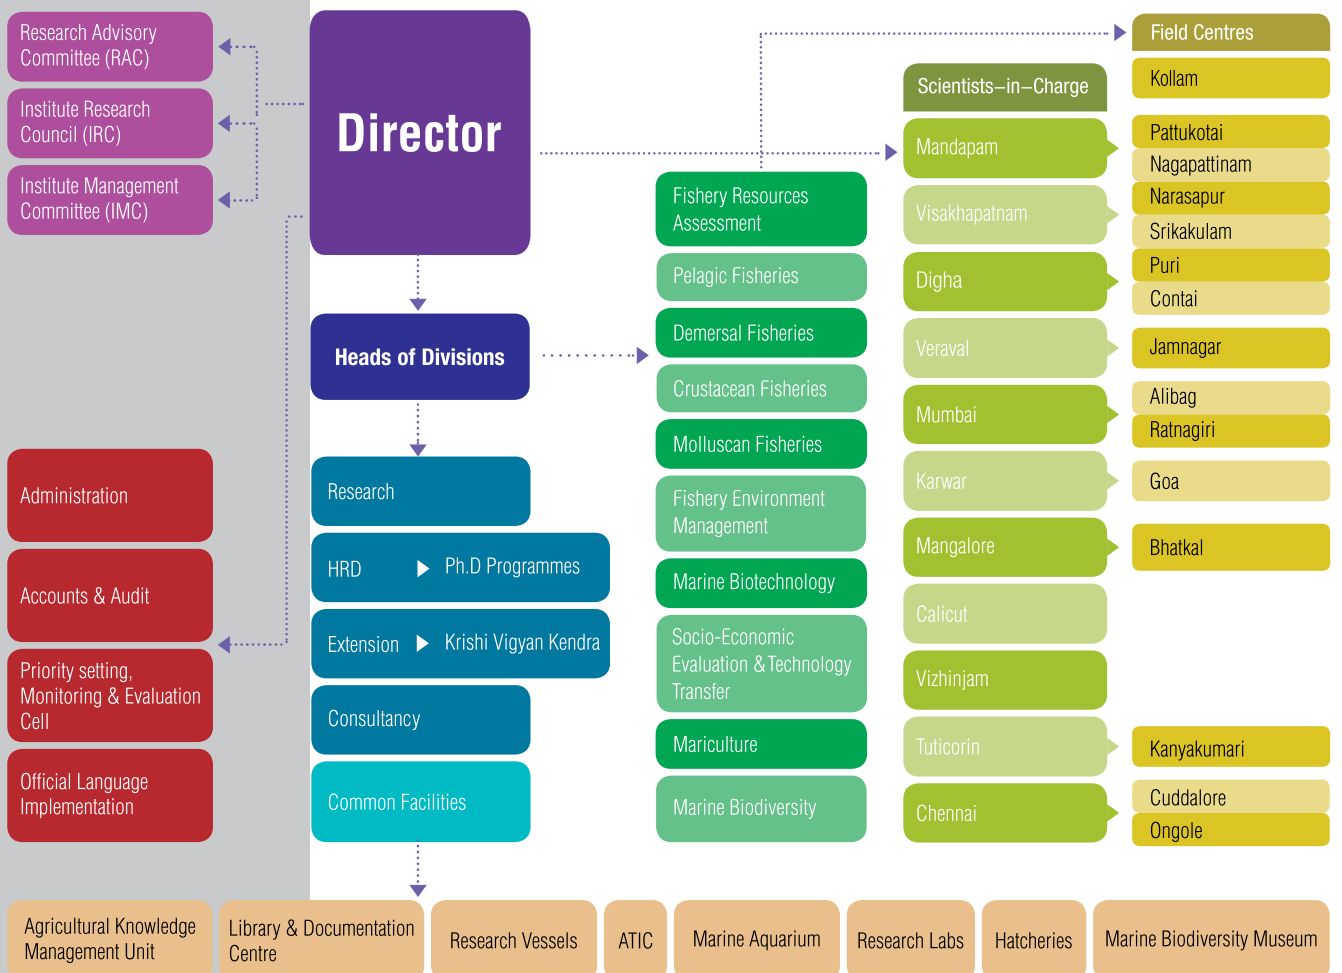 Research Advisory
Committee (RAC)
Institute Research
Council (IRC)
Institute Management
Committee (IMC)
Director
Heads of Divisions
Administration
Accounts & Audit
Priority setting,
Monitoring & Evaluation
Cell
Official Language
Implementation
Research
HRD
Ph.D Programmes
Extension
Krishi Vigyan Kendra
Consultancy
Common Facilities
Fishery Resources
Assessment
Pelagic Fisheries
Demersal Fisheries
Crustacean Fisheries
Molluscan Fisheries
Fishery Environment
Management
Marine Biotechnology
Socio-Economic
Evaluation & Technology
Transfer
Mariculture
Marine Biodiversity
Scientists–in–Charge
Mandapam
Visakhapatnam
Digha
Veraval
Mumbai
Karwar
Mangalore
Calicut
Vizhinjam
Tuticorin
Chennai
Field Centres
Kollam
Pattukotai
Nagapattinam
Narasapur
Srikakulam
Puri
Contai
Jamnagar
Alibag
Ratnagiri
Goa
Bhatkal
Kanyakumari
Cuddalore
Ongole
Agricultural Knowledge
Management Unit
Library & Documentation
Centre
Research Vessels
ATIC
Marine Aquarium
Research Labs
Hatcheries
Marine Biodiversity Museum